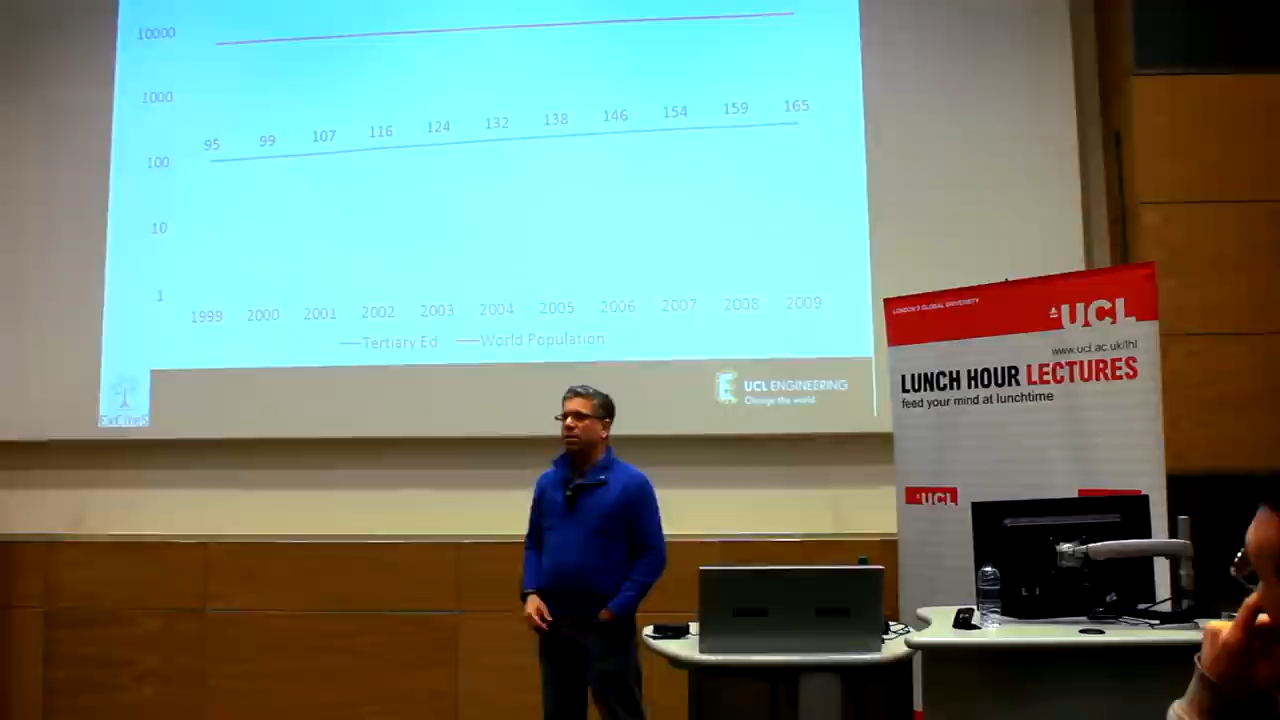 10000
1000
100
10
1
95 99 107 116 124 132 138 146 154 159 165
1999 2000 2001 2002 2003 2004 2005 2006 2007 2008 2009
Tertiary Ed World Population
ExCiteS
UCL ENGINEERING
Change the world
LONDON'S GLOBAL UNIVERSITY
UCL
www.ucl.ac.uk/lhl
LUNCH HOUR LECTURES
feed your mind at lunchtime
UCL